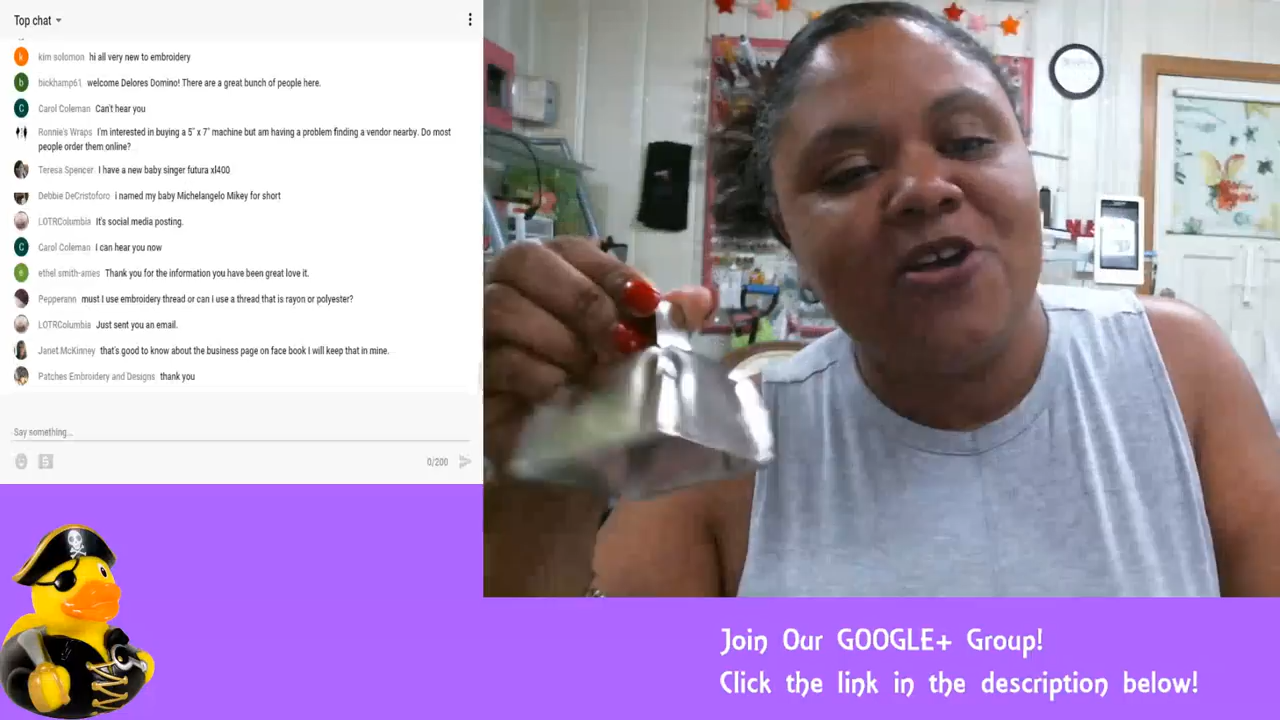 Top chat
kim solomon hi all very new to embroidery
bickhamp61 welcome Delores Domino! There are a great bunch of people here.
Carol Coleman Can't hear you
Ronnie's Wraps I'm interested in buying a 5" x 7" machine but am having a problem finding a vendor nearby. Do most
people order them online?
Teresa Spencer I have a new baby singer futura xl400
Debbie DeCristoforo i named my baby Michelangelo Mikey for short
LOTRColumbia It's social media posting.
Carol Coleman I can hear you now
ethel smith-ames Thank you for the information you have been great love it.
Pepperann must I use embroidery thread or can i use a thread that is rayon or polyester?
LOTRColumbia Just sent you an email.
Janet McKinney that's good to know about the business page on face book I will keep that in mine.
Patches Embroidery and Designs thank you
Say something...
0/200
Join Our GOOGLE+ Group!
Click the link in the description below!